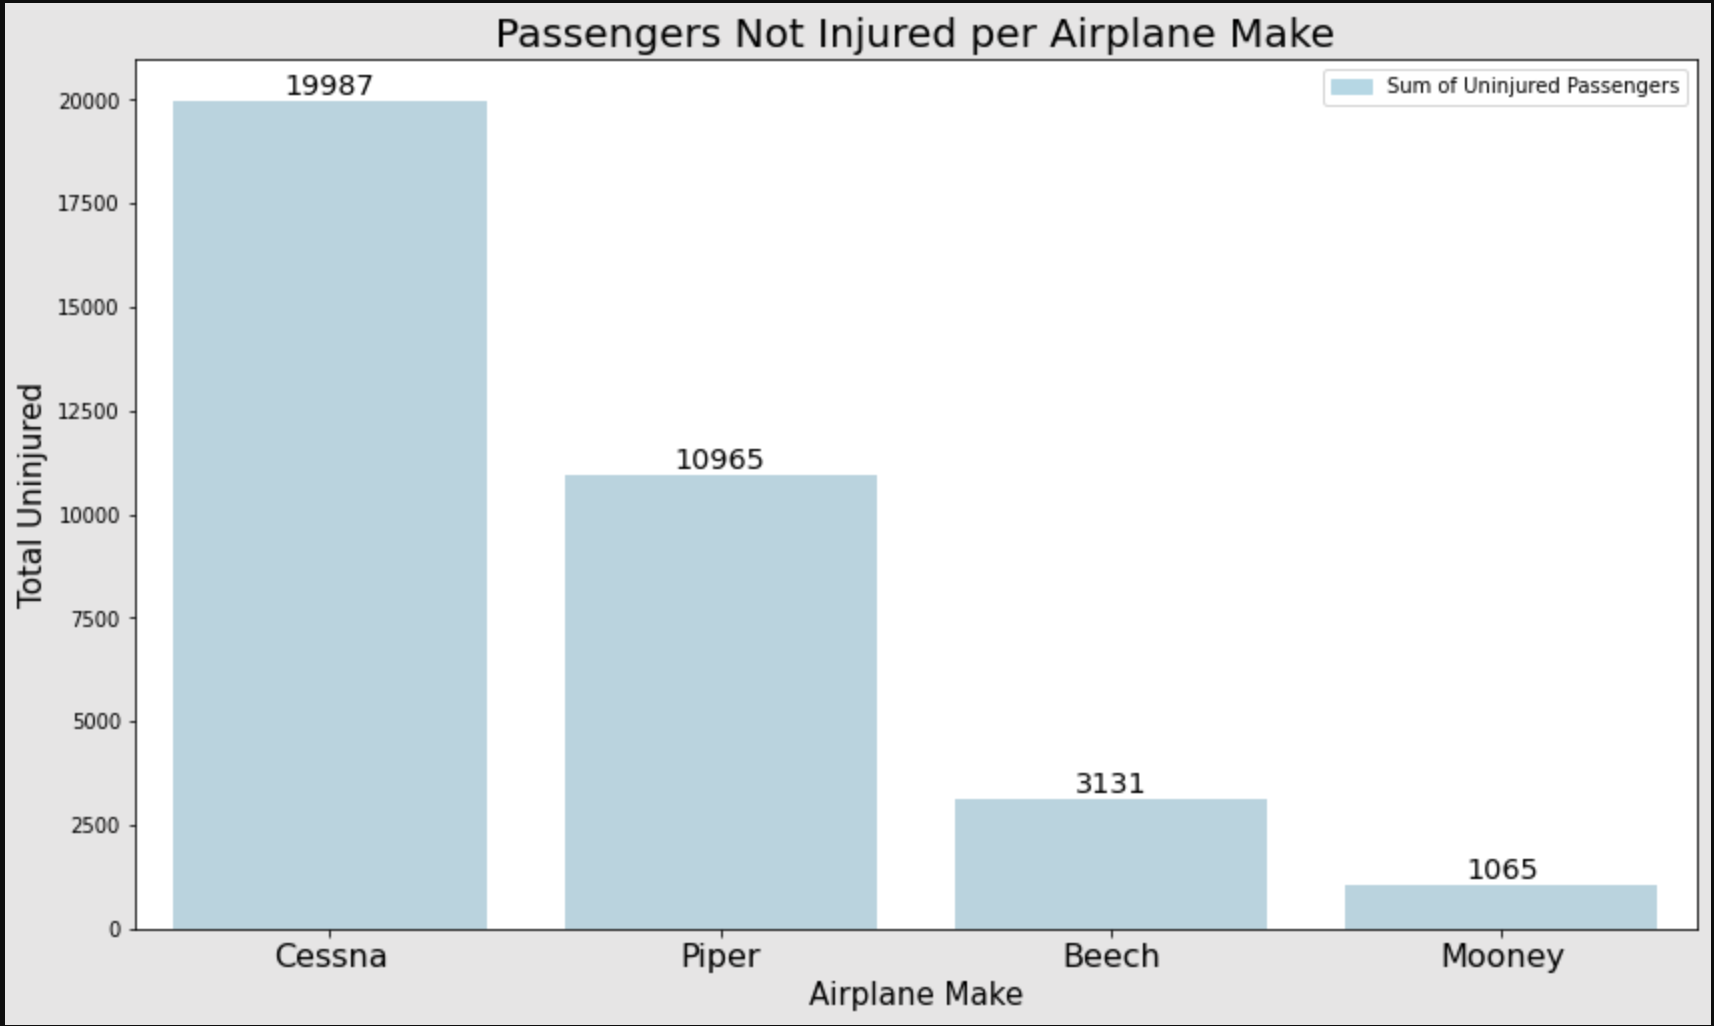 Passengers Not Injured per Airplane Make
Sum of Uninjured Passengers
Total Uninjured
20000
17500
15000
12500
10000
7500
5000
2500
0
19987
10965
3131
1065
Cessna
Piper
Beech
Mooney
Airplane Make